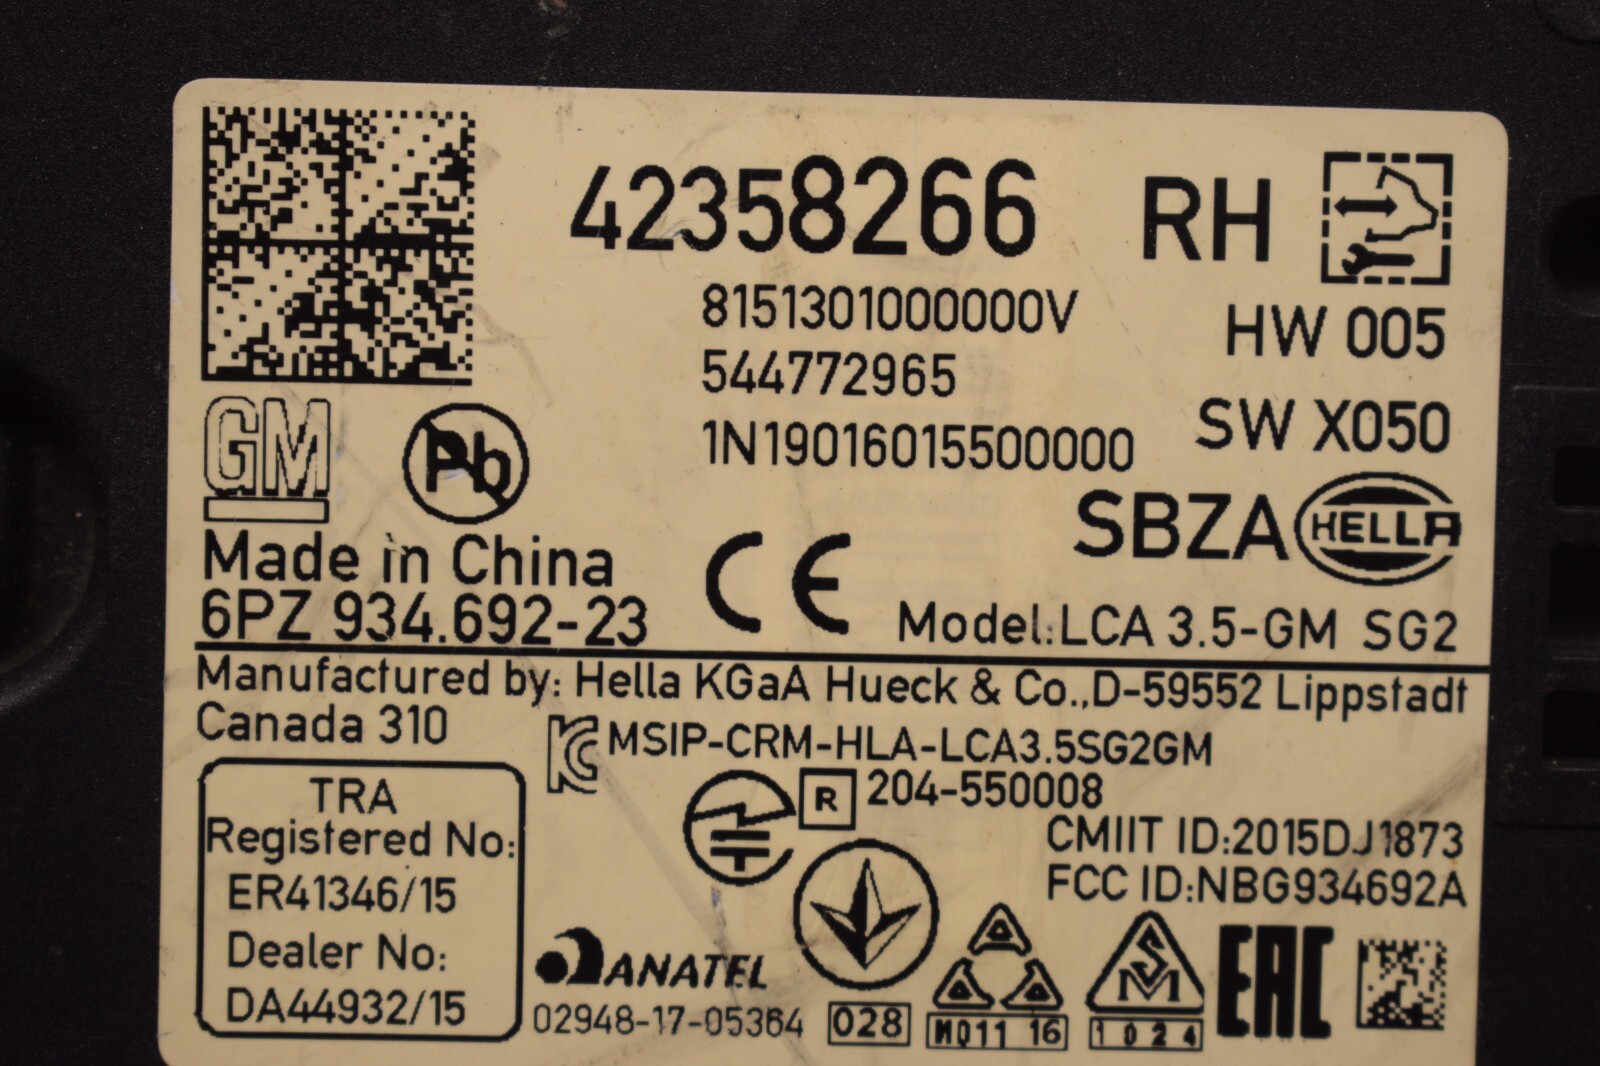 42358266 RH
8151301000000V
HW 005
544772965
SW X050
1N19016015500000
GM
Pb
SBZA HELLA
Made in China
CE
6PZ 934.692-23
Model:LCA 3.5-GM SG2
Manufactured by: Hella KGaA Hueck & Co.,D-59552 Lippstadt
Canada 310
KC MSIP-CRM-HLA-LCA3.5SG2GM
R 204-550008
TRA
Registered No:
ER41346/15
Dealer No:
DA44932/15
CMIIT ID:2015DJ1873
FCC ID:NBG934692A
ANATEL
02948-17-05364
028
MQ11 16
SM
1024
EAC